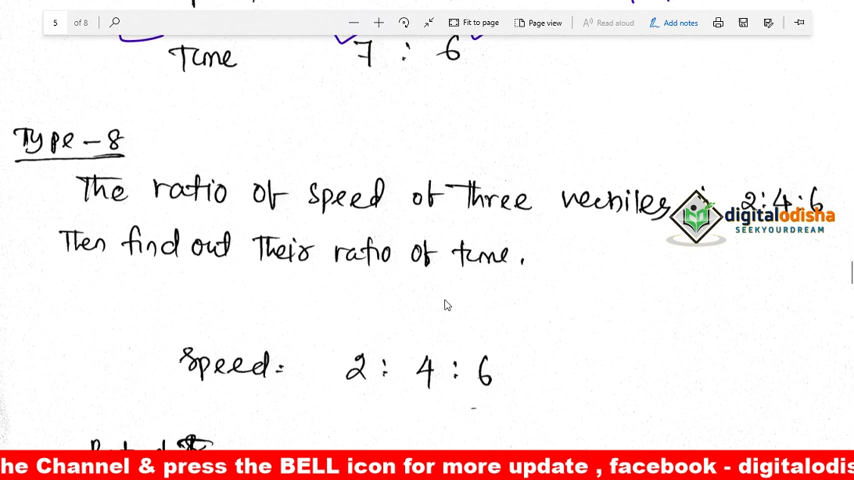 5 of 8 Fit to page Page view Read aloud Add notes
Time 7 : 6
Type - 8
The ratio of speed of Three vechiles 2:4:6
digitalodisha
SEEKYOURDREAM
Then find out Their ratio of time.
Speed: 2 : 4 : 6
he Channel & press the BELL icon for more update , facebook - digitalodis